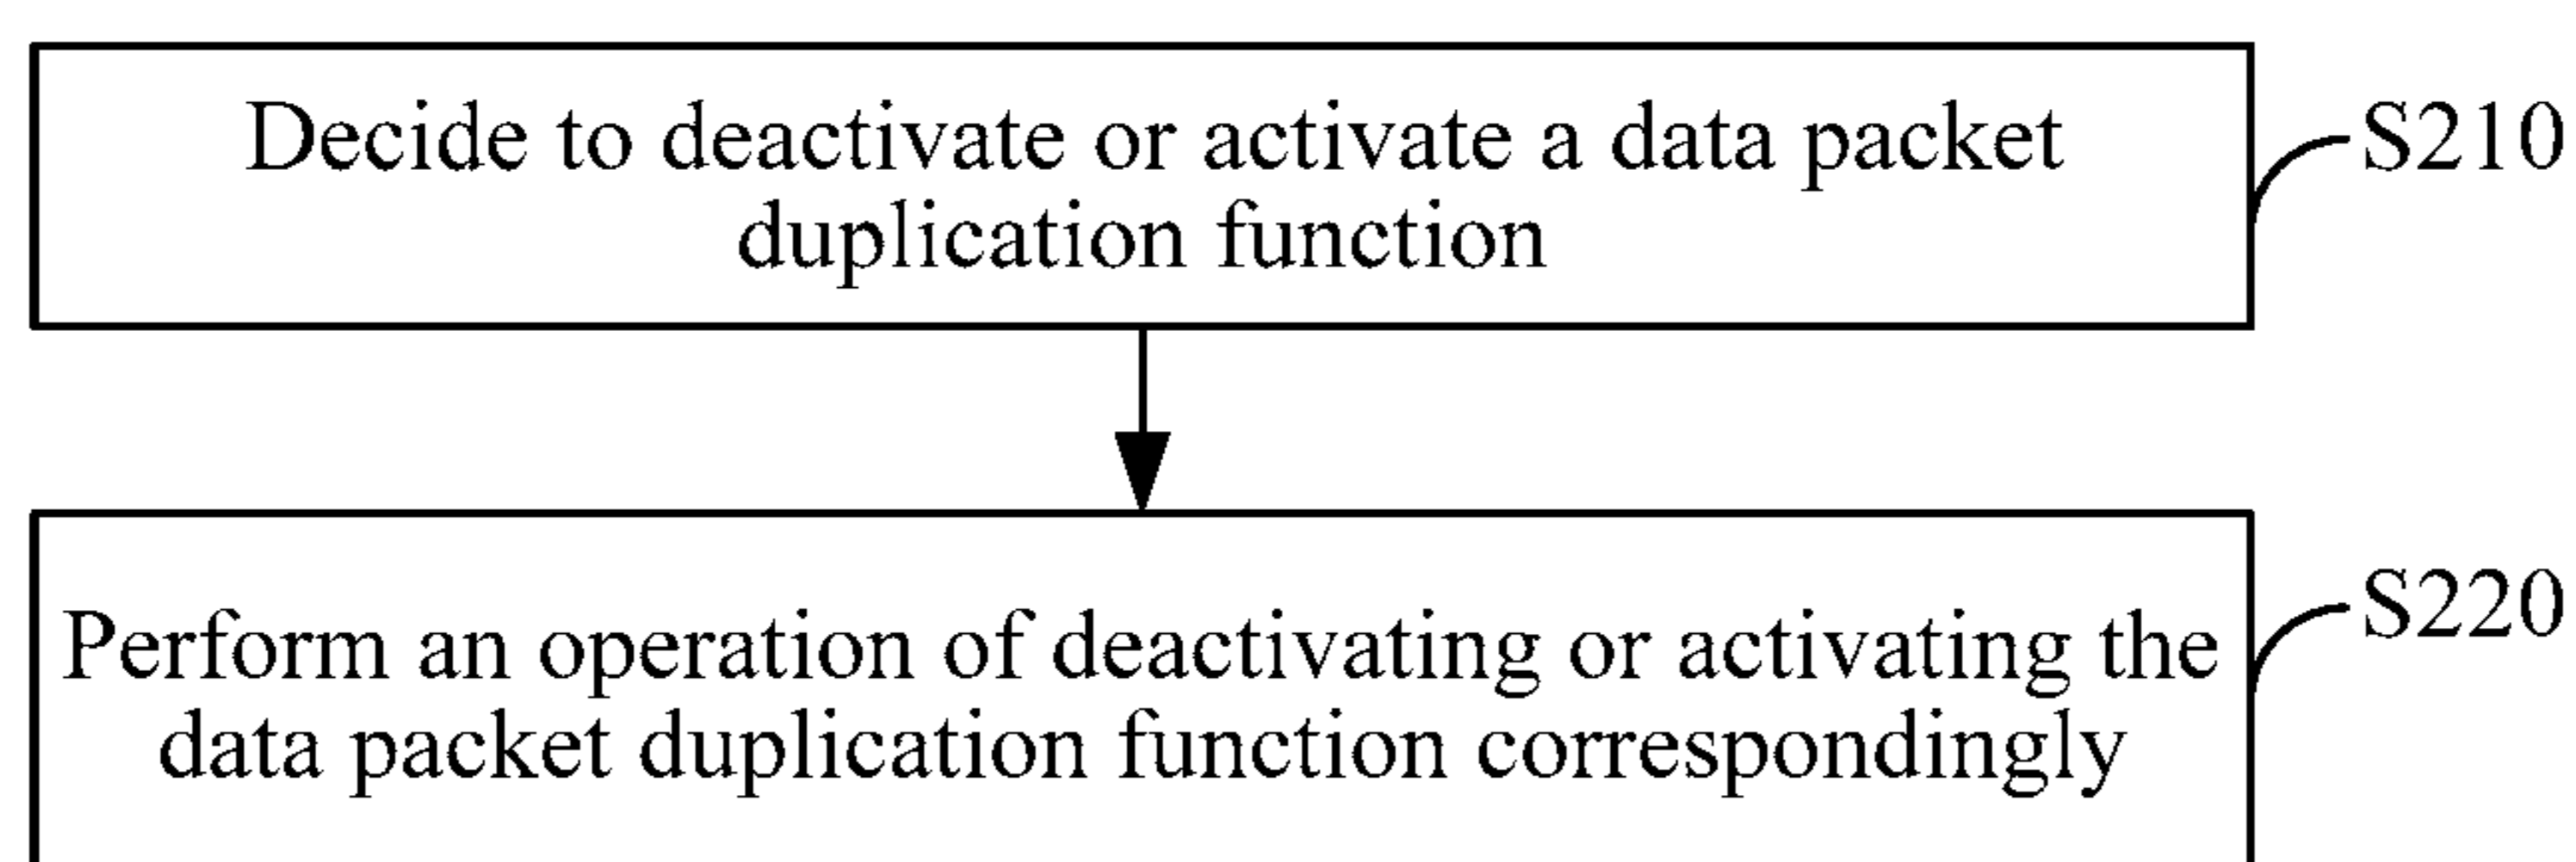 Decide to deactivate or activate a data packet
duplication function
S210
Perform an operation of deactivating or activating the
data packet duplication function correspondingly
S220